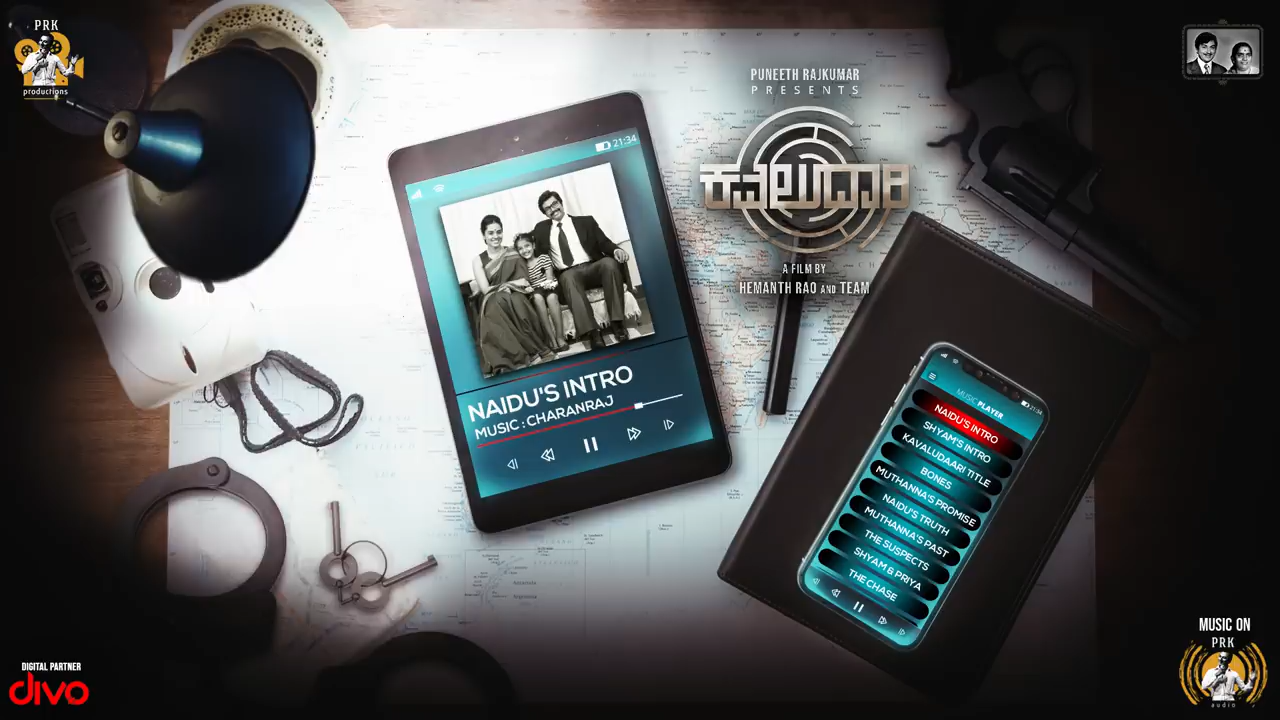 PRK
productions
PUNEETH RAJKUMAR
PRESENTS
ಕವಲುದಾರಿ
A FILM BY
HEMANTH RAO AND TEAM
21:34
NAIDU'S INTRO
MUSIC : CHARANRAJ
21:34
MUSIC PLAYER
NAIDU'S INTRO
SHYAM'S INTRO
KAVALUDAARI TITLE
BONES
MUTHANNA'S PROMISE
NAIDU'S TRUTH
MUTHANNA'S PAST
THE SUSPECTS
SHYAM & PRIYA
THE CHASE
DIGITAL PARTNER
divo
MUSIC ON
PRK
audio